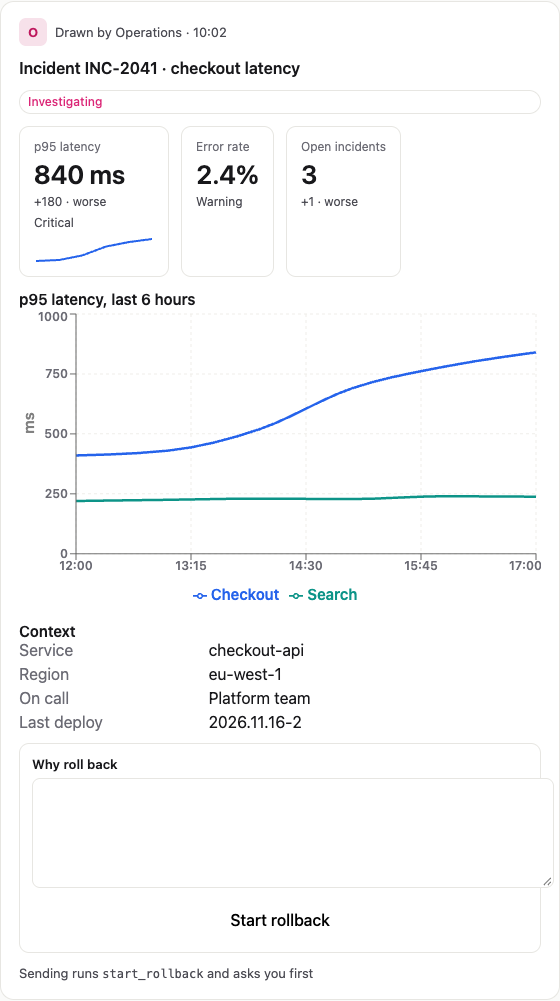 O Drawn by Operations · 10:02
Incident INC-2041 · checkout latency
Investigating
p95 latency
840 ms
+180 · worse
Critical
Error rate
2.4%
Warning
Open incidents
3
+1 · worse
p95 latency, last 6 hours
1000
750
500
250
0
ms
12:00 13:15 14:30 15:45 17:00
Checkout Search
Context
Service checkout-api
Region eu-west-1
On call Platform team
Last deploy 2026.11.16-2
Why roll back
Start rollback
Sending runs start_rollback and asks you first